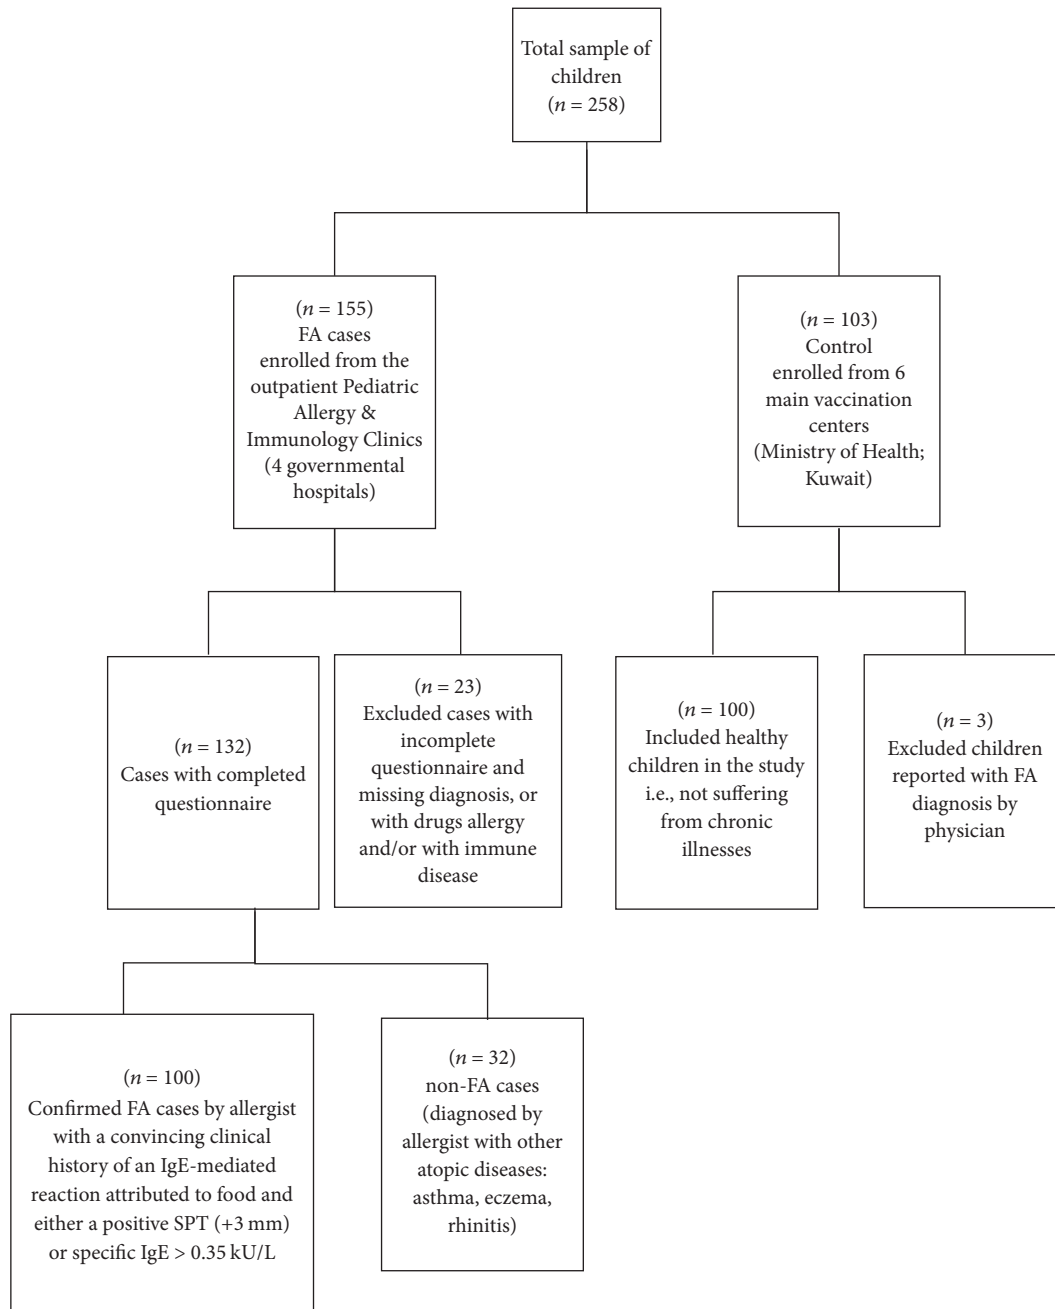 Total sample of
children
(n = 258)
(n = 155)
FA cases
enrolled from the
outpatient Pediatric
Allergy &
Immunology Clinics
(4 governmental
hospitals)
(n = 103)
Control
enrolled from 6
main vaccination
centers
(Ministry of Health;
Kuwait)
(n = 132)
Cases with completed
questionnaire
(n = 23)
Excluded cases with
incomplete
questionnaire and
missing diagnosis, or
with drugs allergy
and/or with immune
disease
(n = 100)
Included healthy
children in the study
i.e., not suffering
from chronic
illnesses
(n = 3)
Excluded children
reported with FA
diagnosis by
physician
(n = 100)
Confirmed FA cases by allergist
with a convincing clinical
history of an IgE-mediated
reaction attributed to food and
either a positive SPT (+3 mm)
or specific IgE > 0.35 kU/L
(n = 32)
non-FA cases
(diagnosed by
allergist with other
atopic diseases:
asthma, eczema,
rhinitis)